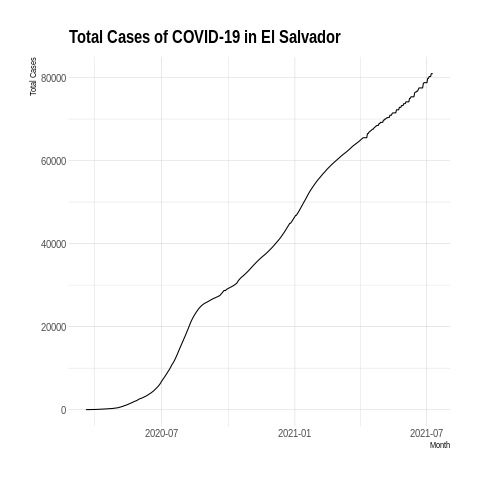 Total Cases of COVID-19 in El Salvador
Total Cases
80000
60000
40000
20000
0
2020-07
2021-01
2021-07
Month